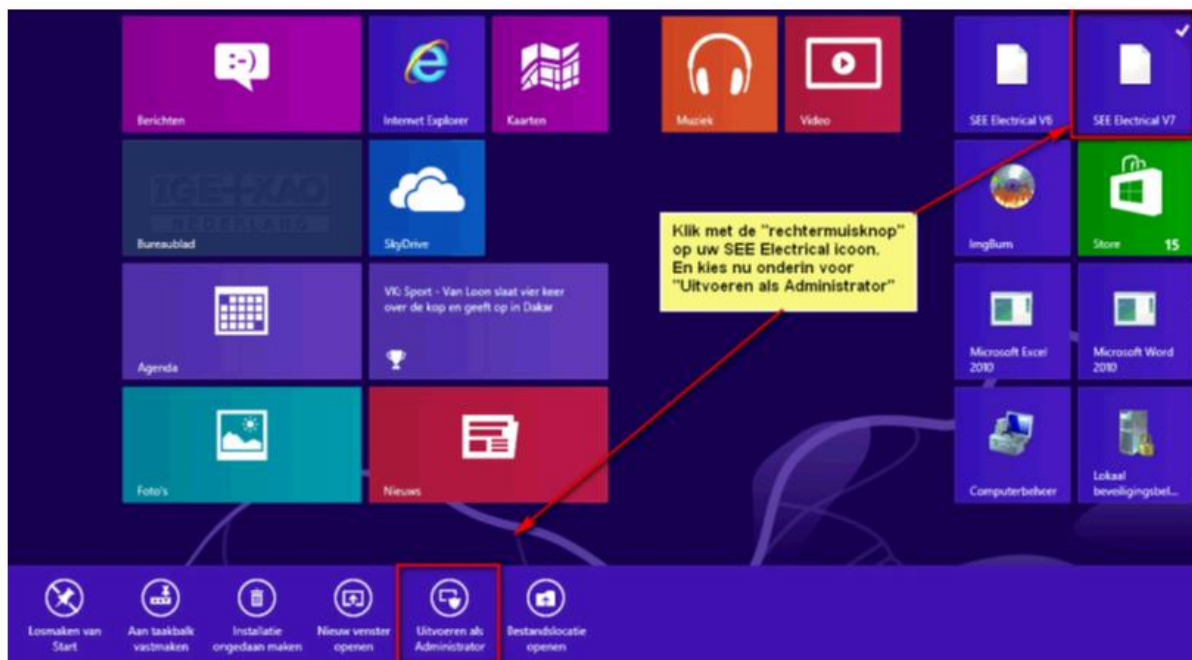 :-)
Berichten
Internet Explorer
Kaarten
Muziek
Video
SEE Electrical V6
SEE Electrical V7
IGE+XAO
NEDERLAND
Bureaublad
SkyDrive
Klik met de "rechtermuisknop"
op uw SEE Electrical icoon.
En kies nu onderin voor
"Uitvoeren als Administrator"
ImgBurn
Store
15
Agenda
VK: Sport - Van Loon slaat vier keer
over de kop en geeft op in Dakar
Microsoft Excel
2010
Microsoft Word
2010
Foto's
Nieuws
Computerbeheer
Lokaal
beveiligingsbel...
Losmaken van
Start
Aan taakbalk
vastmaken
Installatie
ongedaan maken
Nieuw venster
openen
Uitvoeren als
Administrator
Bestandslocatie
openen